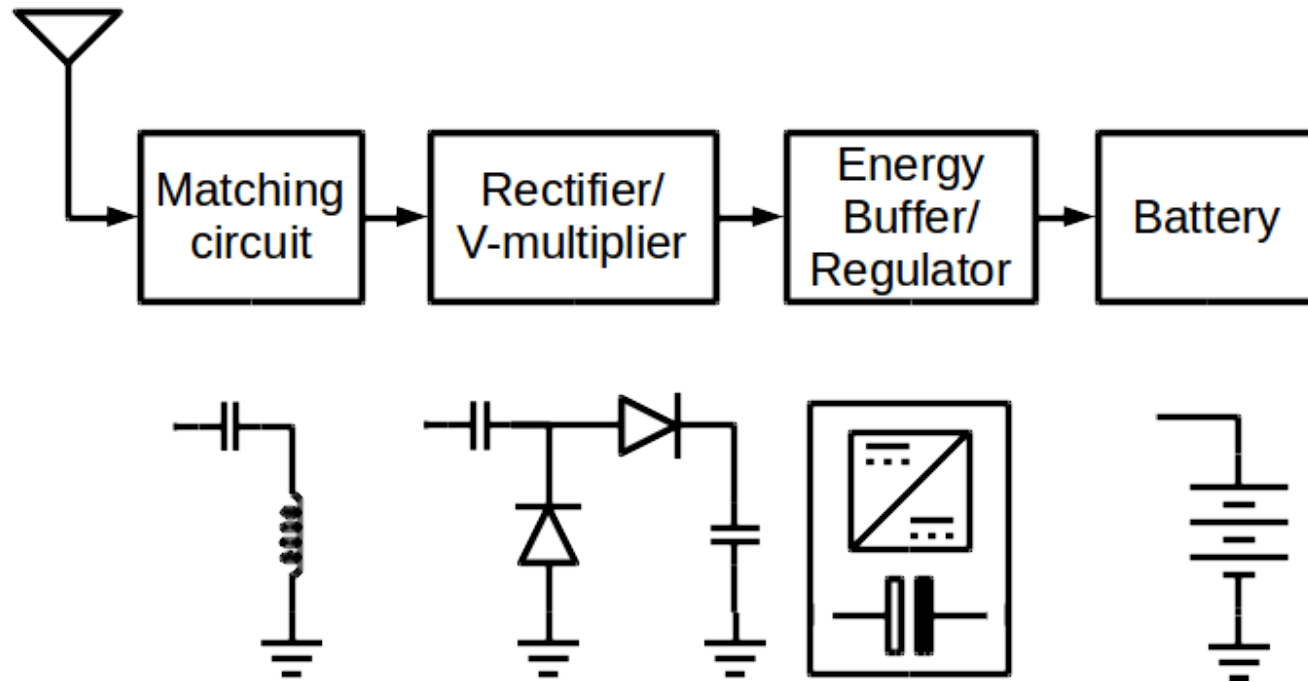 Matching
circuit
Rectifier/
V-multiplier
Energy
Buffer/
Regulator
Battery